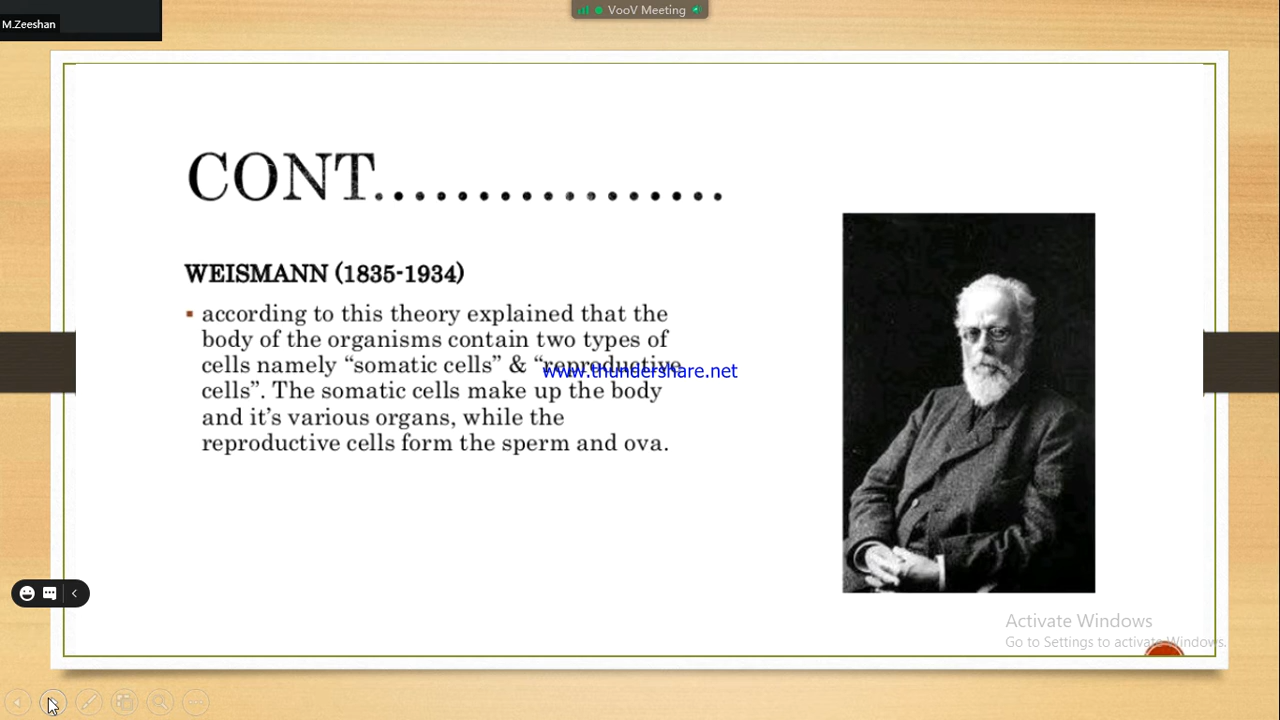 M.Zeeshan
VooV Meeting
CONT................
WEISMANN (1835-1934)
according to this theory explained that the
body of the organisms contain two types of
cells namely “somatic cells” & “reproductive
www.thundershare.net
cells”. The somatic cells make up the body
and it’s various organs, while the
reproductive cells form the sperm and ova.
Activate Windows
Go to Settings to activate Windows.